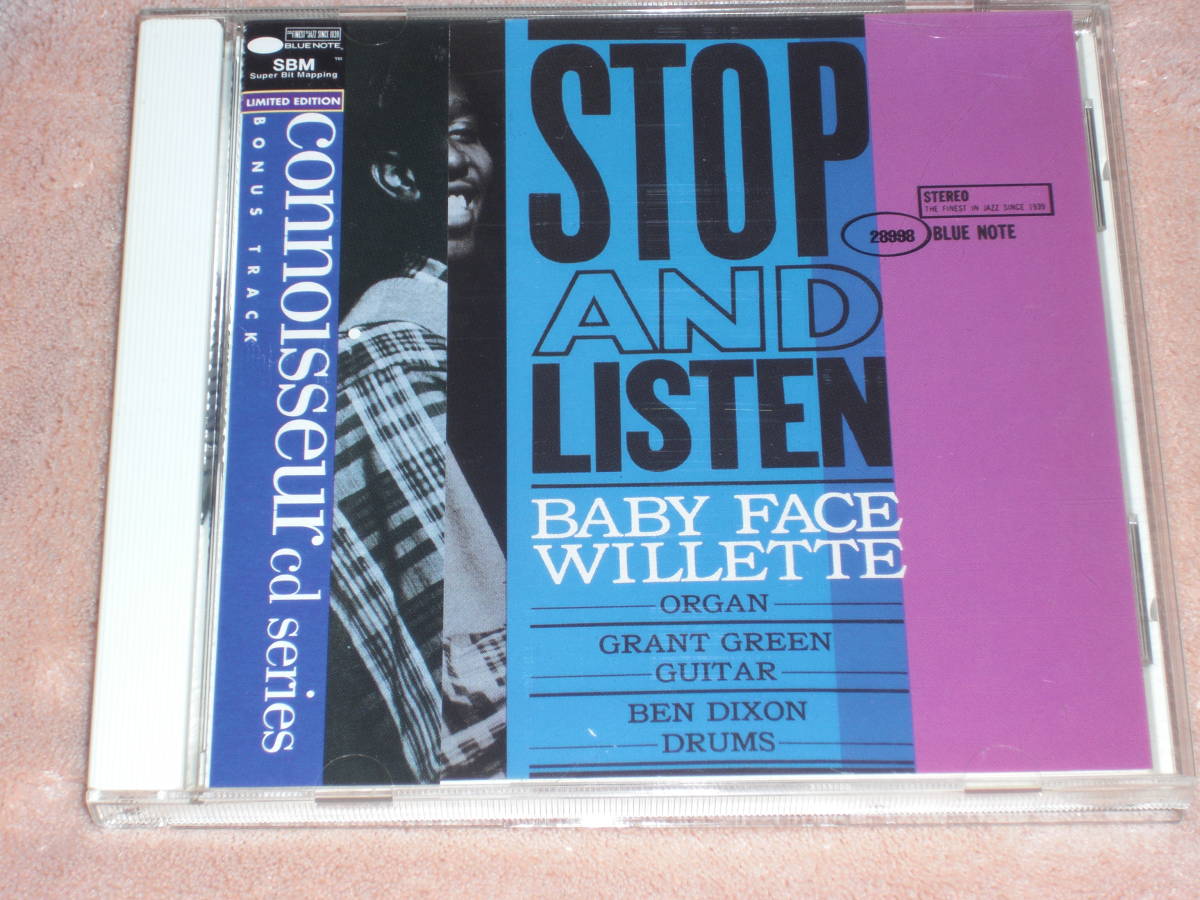 THE FINEST IN JAZZ SINCE 1939
BLUE NOTE
SBM™
Super Bit Mapping
LIMITED EDITION
BONUS TRACK
connoisseur cd series
STOP
AND
LISTEN
BABY FACE
WILLETTE
ORGAN
GRANT GREEN
GUITAR
BEN DIXON
DRUMS
STEREO
THE FINEST IN JAZZ SINCE 1939
28998 BLUE NOTE